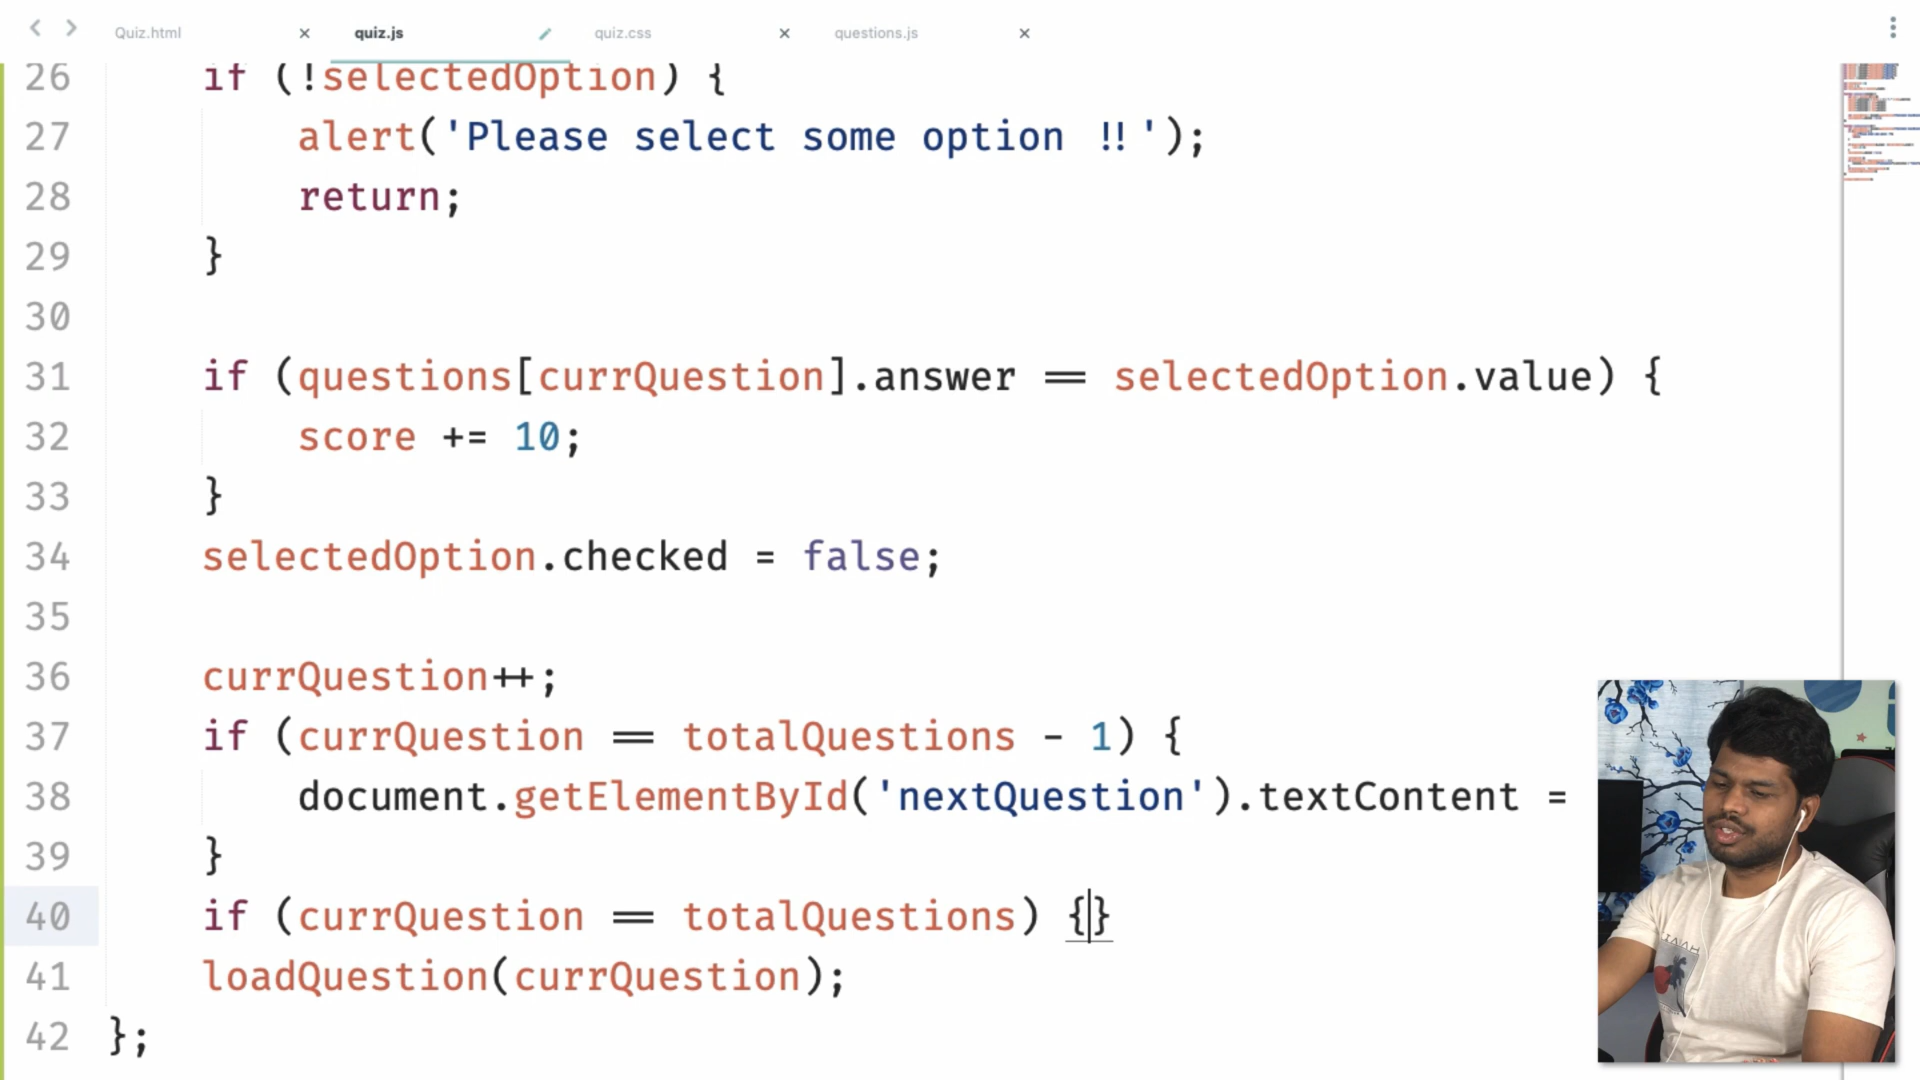 Quiz.html
quiz.js
quiz.css
questions.js
26 if (!selectedOption) {
27 alert('Please select some option !!');
28 return;
29 }
30
31 if (questions[currQuestion].answer == selectedOption.value) {
32 score += 10;
33 }
34 selectedOption.checked = false;
35
36 currQuestion++;
37 if (currQuestion == totalQuestions - 1) {
38 document.getElementById('nextQuestion').textContent =
39 }
40 if (currQuestion == totalQuestions) {}
41 loadQuestion(currQuestion);
42 };